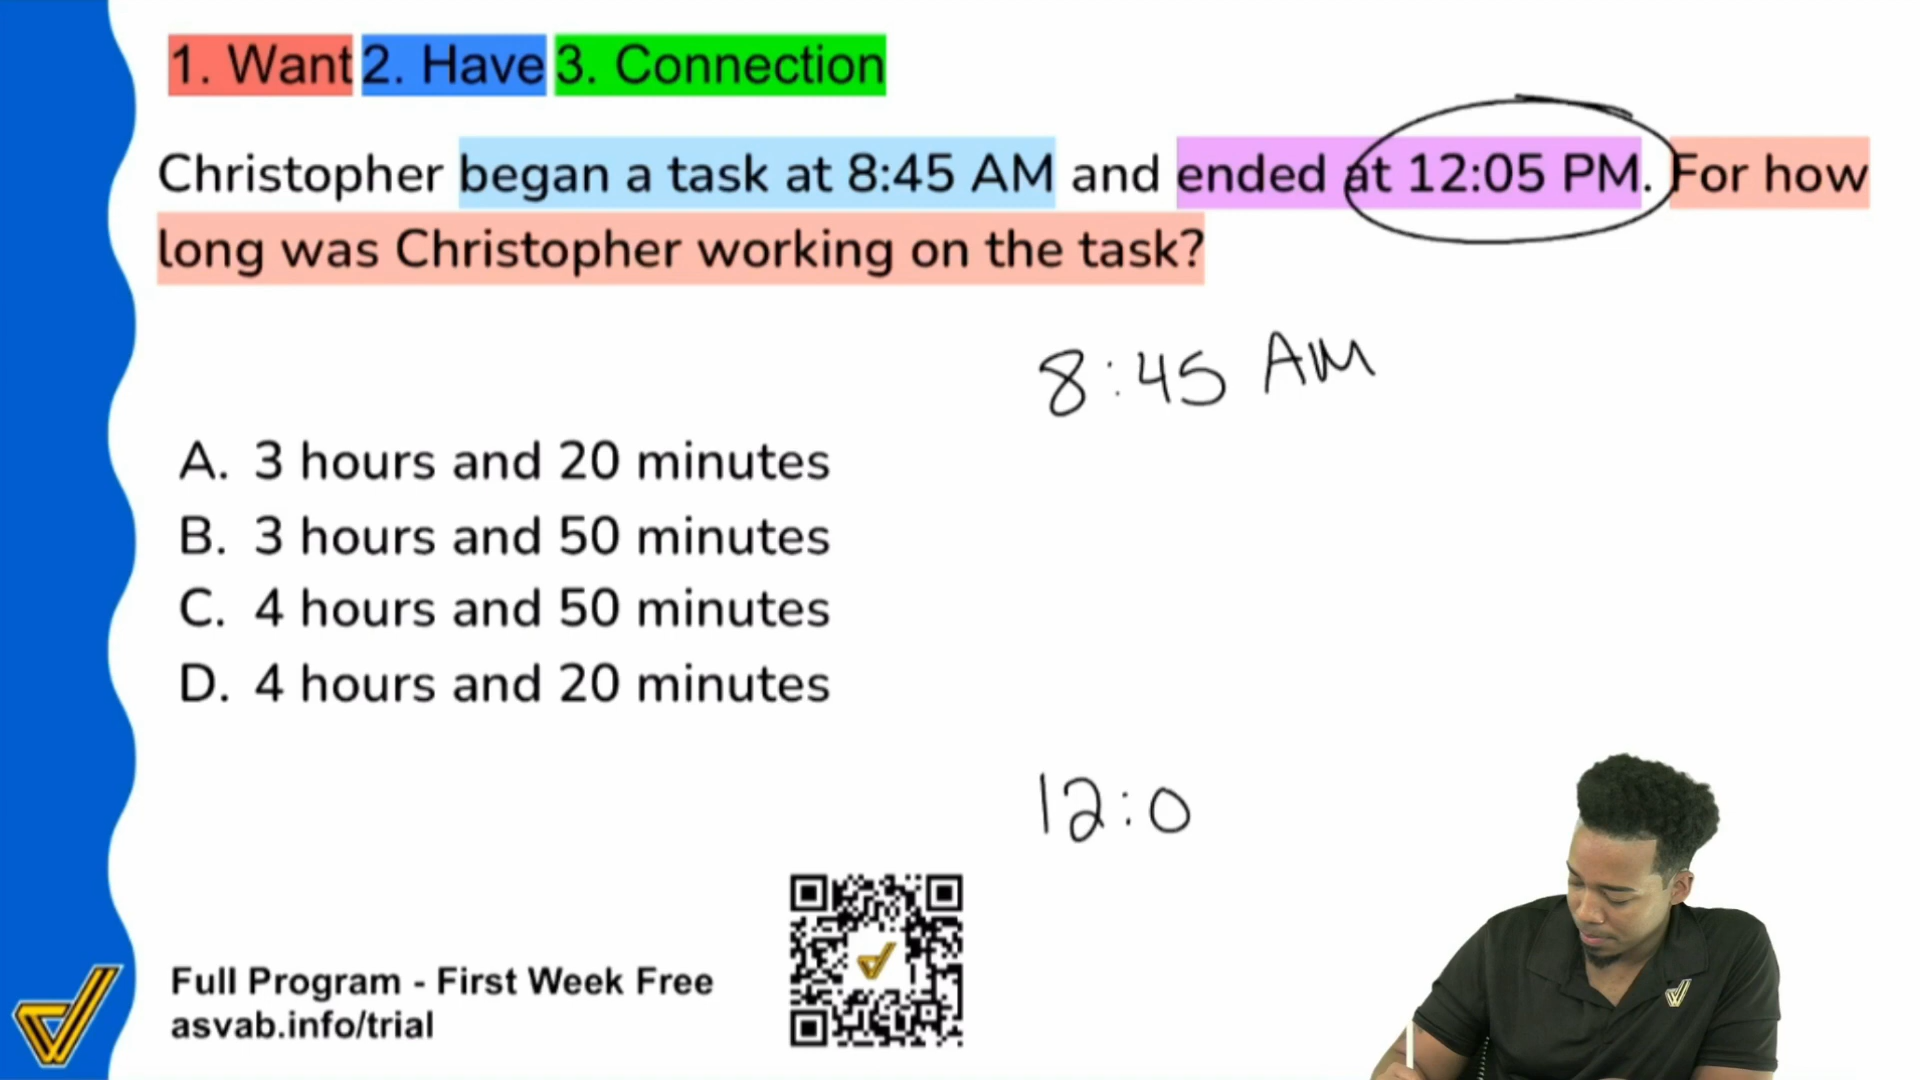 1. Want 2. Have 3. Connection
Christopher began a task at 8:45 AM and ended at 12:05 PM. For how
long was Christopher working on the task?
8:45 AM
A. 3 hours and 20 minutes
B. 3 hours and 50 minutes
C. 4 hours and 50 minutes
D. 4 hours and 20 minutes
12:0
Full Program - First Week Free
asvab.info/trial